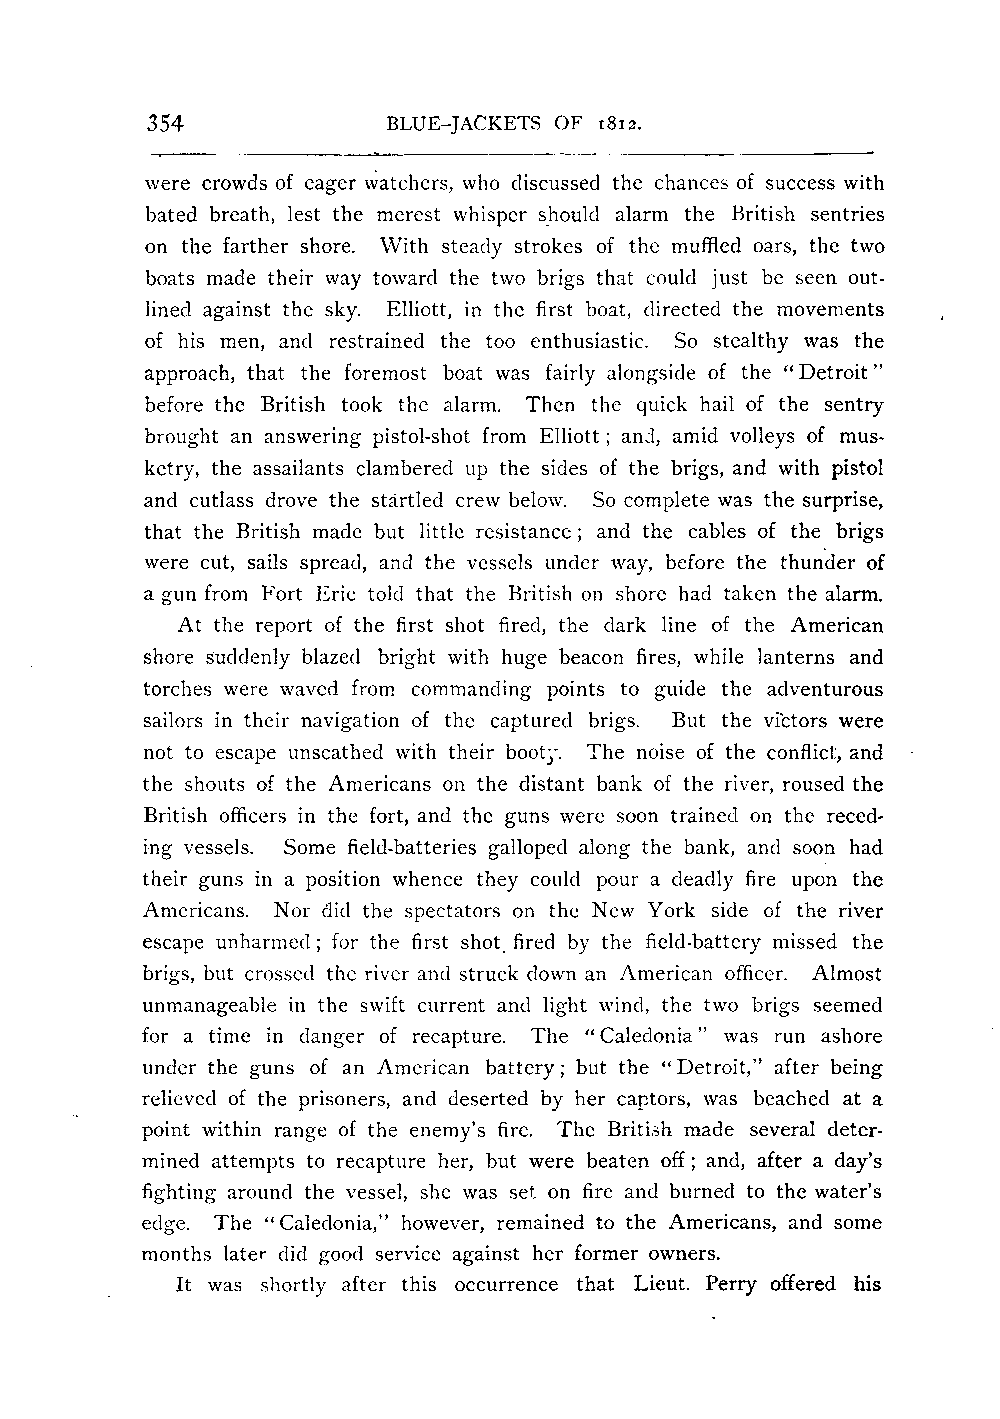 354 BLUE-JACKETS OF 1812.
were crowds of eager watchers, who discussed the chances of success with
bated breath, lest the merest whisper should alarm the British sentries
on the farther shore. With steady strokes of the muffled oars, the two
boats made their way toward the two brigs that could just be seen out-
lined against the sky. Elliott, in the first boat, directed the movements
of his men, and restrained the too enthusiastic. So stealthy was the
approach, that the foremost boat was fairly alongside of the "Detroit"
before the British took the alarm. Then the quick hail of the sentry
brought an answering pistol-shot from Elliott; and, amid volleys of mus-
ketry, the assailants clambered up the sides of the brigs, and with pistol
and cutlass drove the startled crew below. So complete was the surprise,
that the British made but little resistance; and the cables of the brigs
were cut, sails spread, and the vessels under way, before the thunder of
a gun from Fort Erie told that the British on shore had taken the alarm.
At the report of the first shot fired, the dark line of the American
shore suddenly blazed bright with huge beacon fires, while lanterns and
torches were waved from commanding points to guide the adventurous
sailors in their navigation of the captured brigs. But the victors were
not to escape unscathed with their booty. The noise of the conflict, and
the shouts of the Americans on the distant bank of the river, roused the
British officers in the fort, and the guns were soon trained on the reced-
ing vessels. Some field-batteries galloped along the bank, and soon had
their guns in a position whence they could pour a deadly fire upon the
Americans. Nor did the spectators on the New York side of the river
escape unharmed; for the first shot fired by the field-battery missed the
brigs, but crossed the river and struck down an American officer. Almost
unmanageable in the swift current and light wind, the two brigs seemed
for a time in danger of recapture. The "Caledonia" was run ashore
under the guns of an American battery; but the "Detroit," after being
relieved of the prisoners, and deserted by her captors, was beached at a
point within range of the enemy's fire. The British made several deter-
mined attempts to recapture her, but were beaten off; and, after a day's
fighting around the vessel, she was set on fire and burned to the water's
edge. The "Caledonia," however, remained to the Americans, and some
months later did good service against her former owners.
It was shortly after this occurrence that Lieut. Perry offered his